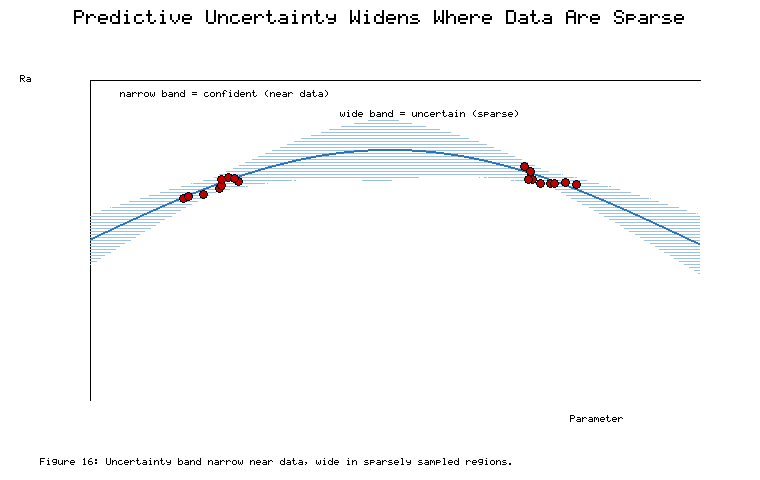 Predictive Uncertainty Widens Where Data Are Sparse
Ra
narrow band = confident (near data)
wide band = uncertain (sparse)
Parameter
Figure 16: Uncertainty band narrow near data, wide in sparsely sampled regions.